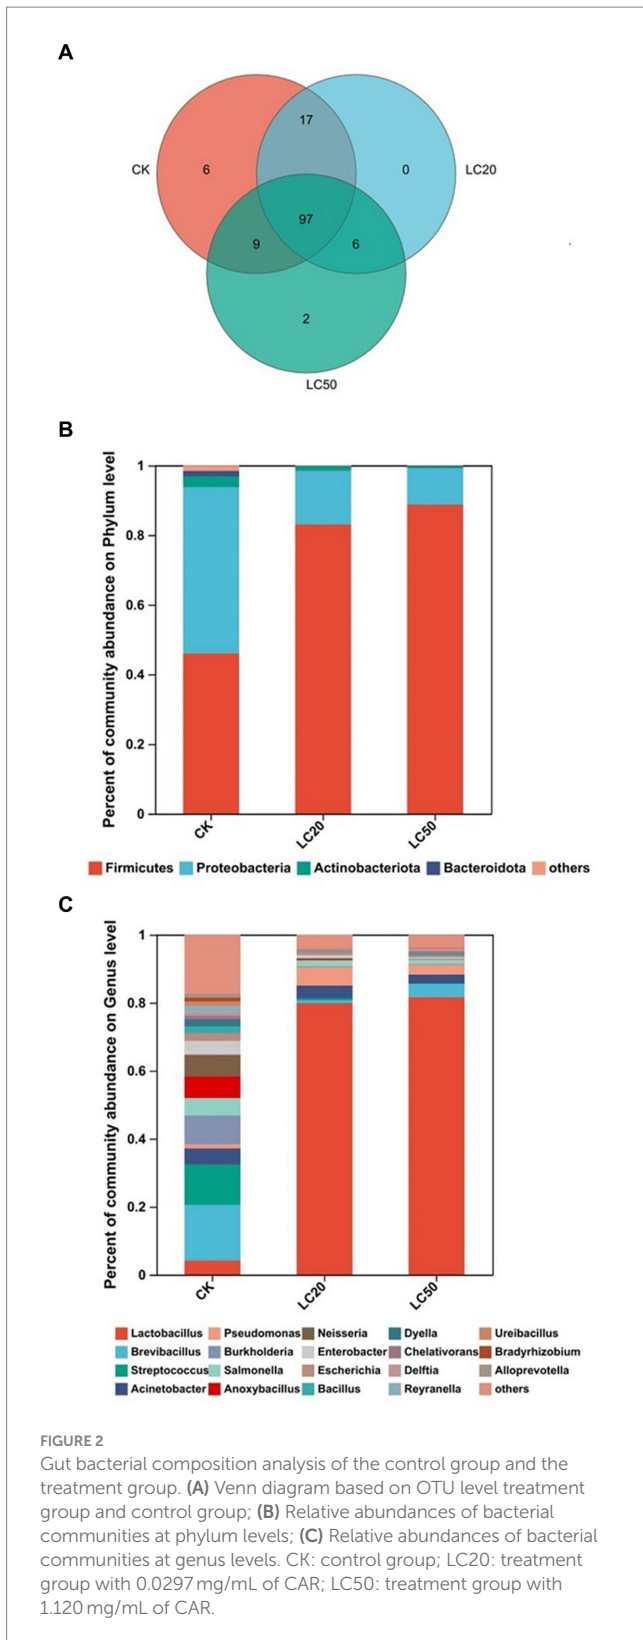 A
17
CK
6
0
LC20
97
9
6
2
LC50
B
Percent of community abundance on Phylum level
1
0.8
0.6
0.4
0.2
0
CK
LC20
LC50
Firmicutes Proteobacteria Actinobacteriota Bacteroidota others
C
Percent of community abundance on Genus level
1
0.8
0.6
0.4
0.2
0
CK
LC20
LC50
Lactobacillus Pseudomonas Neisseria Dyella Ureibacillus
Brevibacillus Burkholderia Enterobacter Chelativorans Bradyrhizobium
Streptococcus Salmonella Escherichia Delftia Alloprevotella
Acinetobacter Anoxybacillus Bacillus Reyranella others
FIGURE 2
Gut bacterial composition analysis of the control group and the
treatment group. (A) Venn diagram based on OTU level treatment
group and control group; (B) Relative abundances of bacterial
communities at phylum levels; (C) Relative abundances of bacterial
communities at genus levels. CK: control group; LC20: treatment
group with 0.0297 mg/mL of CAR; LC50: treatment group with
1.120 mg/mL of CAR.